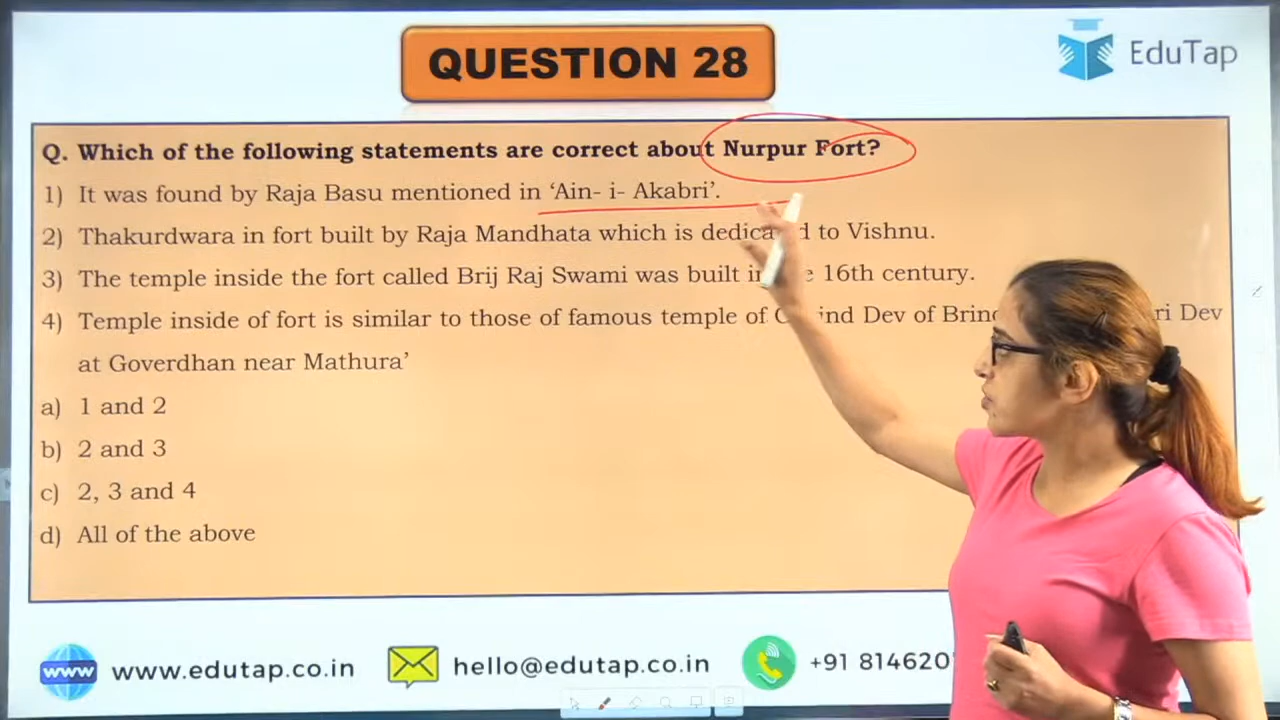 QUESTION 28
EduTap
Q. Which of the following statements are correct about Nurpur Fort?
1) It was found by Raja Basu mentioned in ‘Ain- i- Akabri’.
2) Thakurdwara in fort built by Raja Mandhata which is dedicated to Vishnu.
3) The temple inside the fort called Brij Raj Swami was built in 16th century.
4) Temple inside of fort is similar to those of famous temple of ind Dev of Dev
at Goverdhan near Mathura’
a) 1 and 2
b) 2 and 3
c) 2, 3 and 4
d) All of the above
www www.edutap.co.in hello@edutap.co.in +91 814620